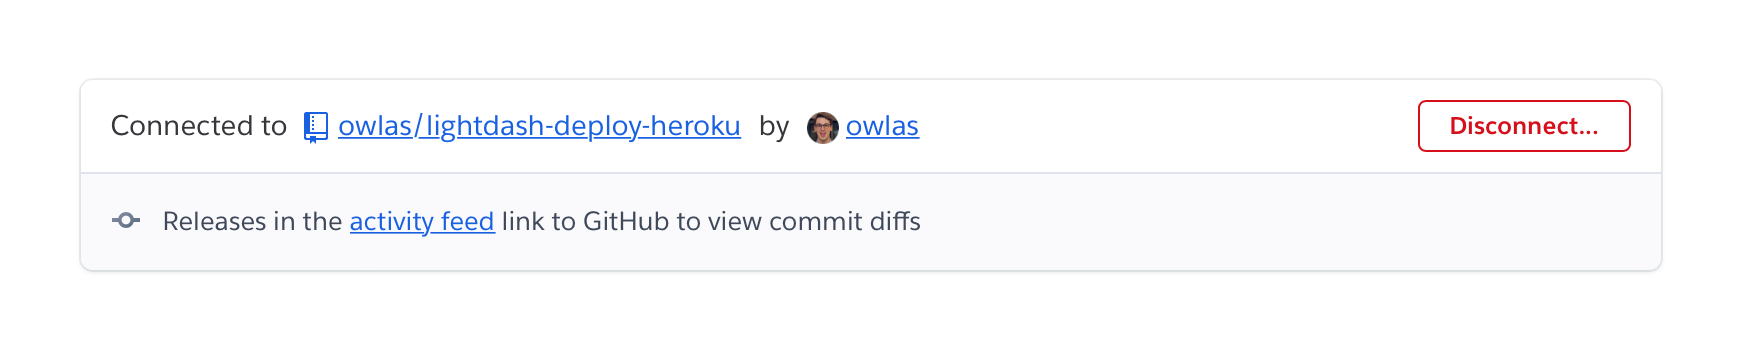 Connected to owlas/lightdash-deploy-heroku by owlas Disconnect...
Releases in the activity feed link to GitHub to view commit diffs